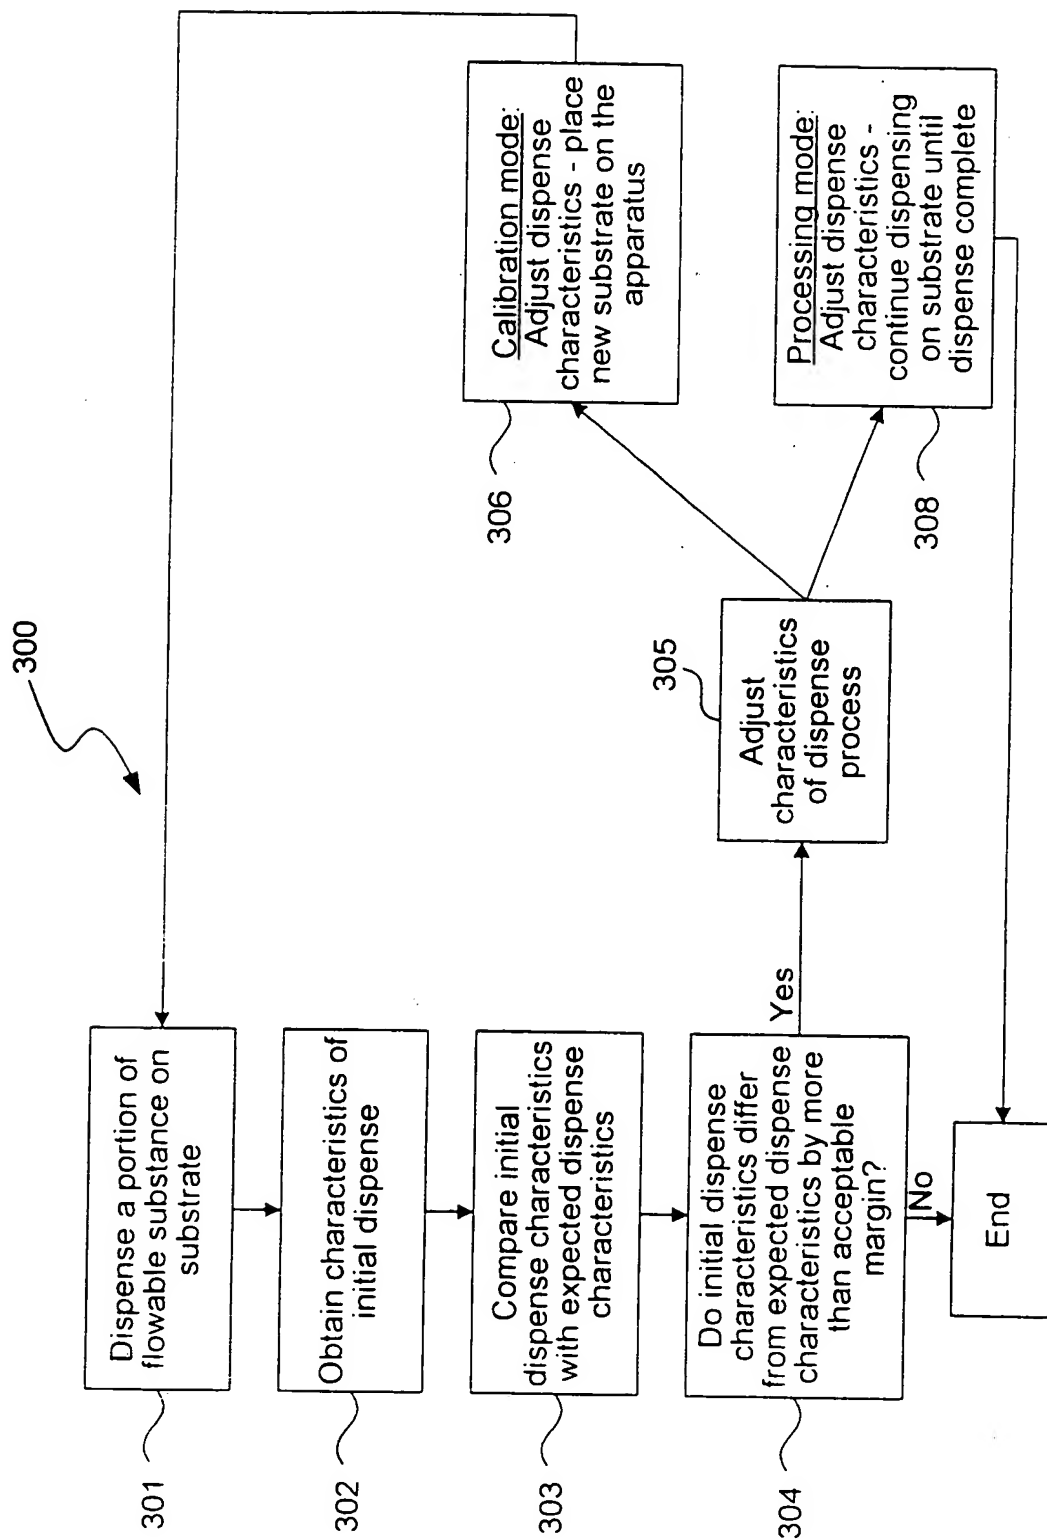 300
301
Dispense a portion of
flowable substance on
substrate
302
Obtain characteristics of
initial dispense
303
Compare initial
dispense characteristics
with expected dispense
characteristics
304
Do initial dispense
characteristics differ
from expected dispense
characteristics by more
than acceptable
margin?
Yes
No
End
305
Adjust
characteristics
of dispense
process
306
Calibration mode:
Adjust dispense
characteristics - place
new substrate on the
apparatus
308
Processing mode:
Adjust dispense
characteristics -
continue dispensing
on substrate until
dispense complete